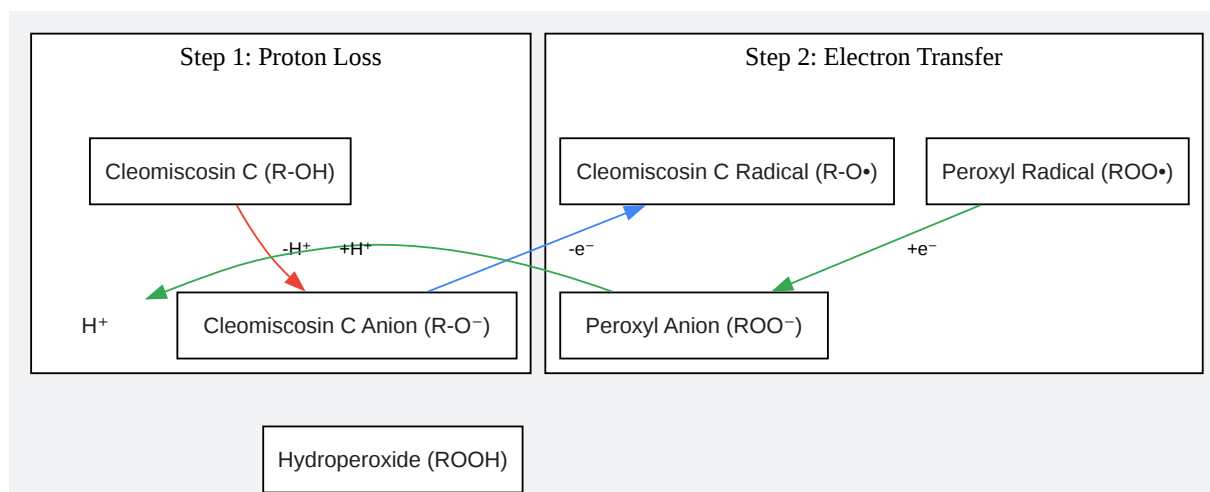 Step 1: Proton Loss
Step 2: Electron Transfer
Cleomiscosin C (R-OH)
Cleomiscosin C Radical (R-O•)
Peroxyl Radical (ROO•)
-H⁺
+H⁺
-e⁻
+e⁻
H⁺
Cleomiscosin C Anion (R-O⁻)
Peroxyl Anion (ROO⁻)
Hydroperoxide (ROOH)